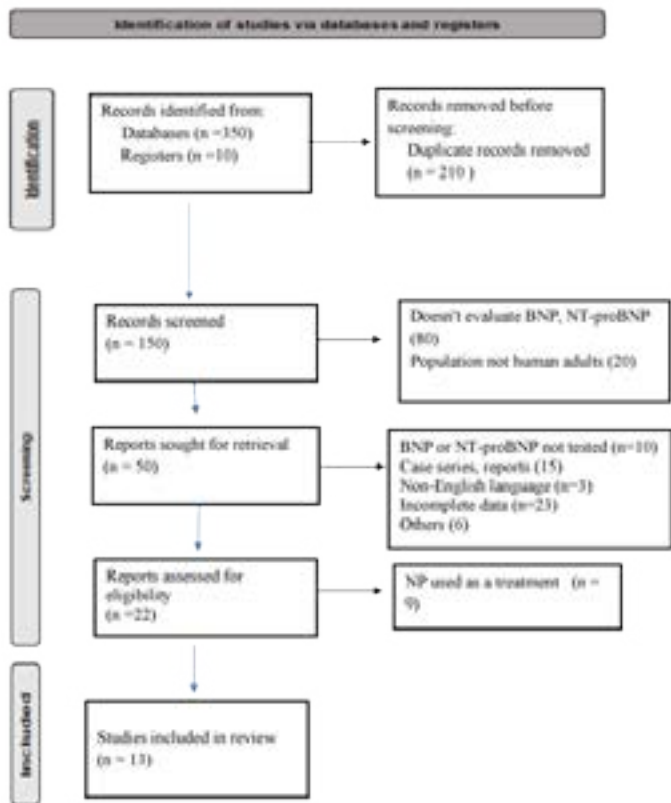 Identification of studies via databases and registers
Identification
Records identified from:
Databases (n =350)
Registers (n =10)
Records removed before
screening:
Duplicate records removed
(n = 210 )
Screening
Records screened
(n = 150)
Doesn't evaluate BNP, NT-proBNP
(80)
Population not human adults (20)
Reports sought for retrieval
(n = 50)
BNP or NT-proBNP not tested (n=10)
Case series, reports (15)
Non-English language (n=3)
Incomplete data (n=23)
Others (6)
Reports assessed for
eligibility
(n =22)
NP used as a treatment (n =
9)
Included
Studies included in review
(n = 13)